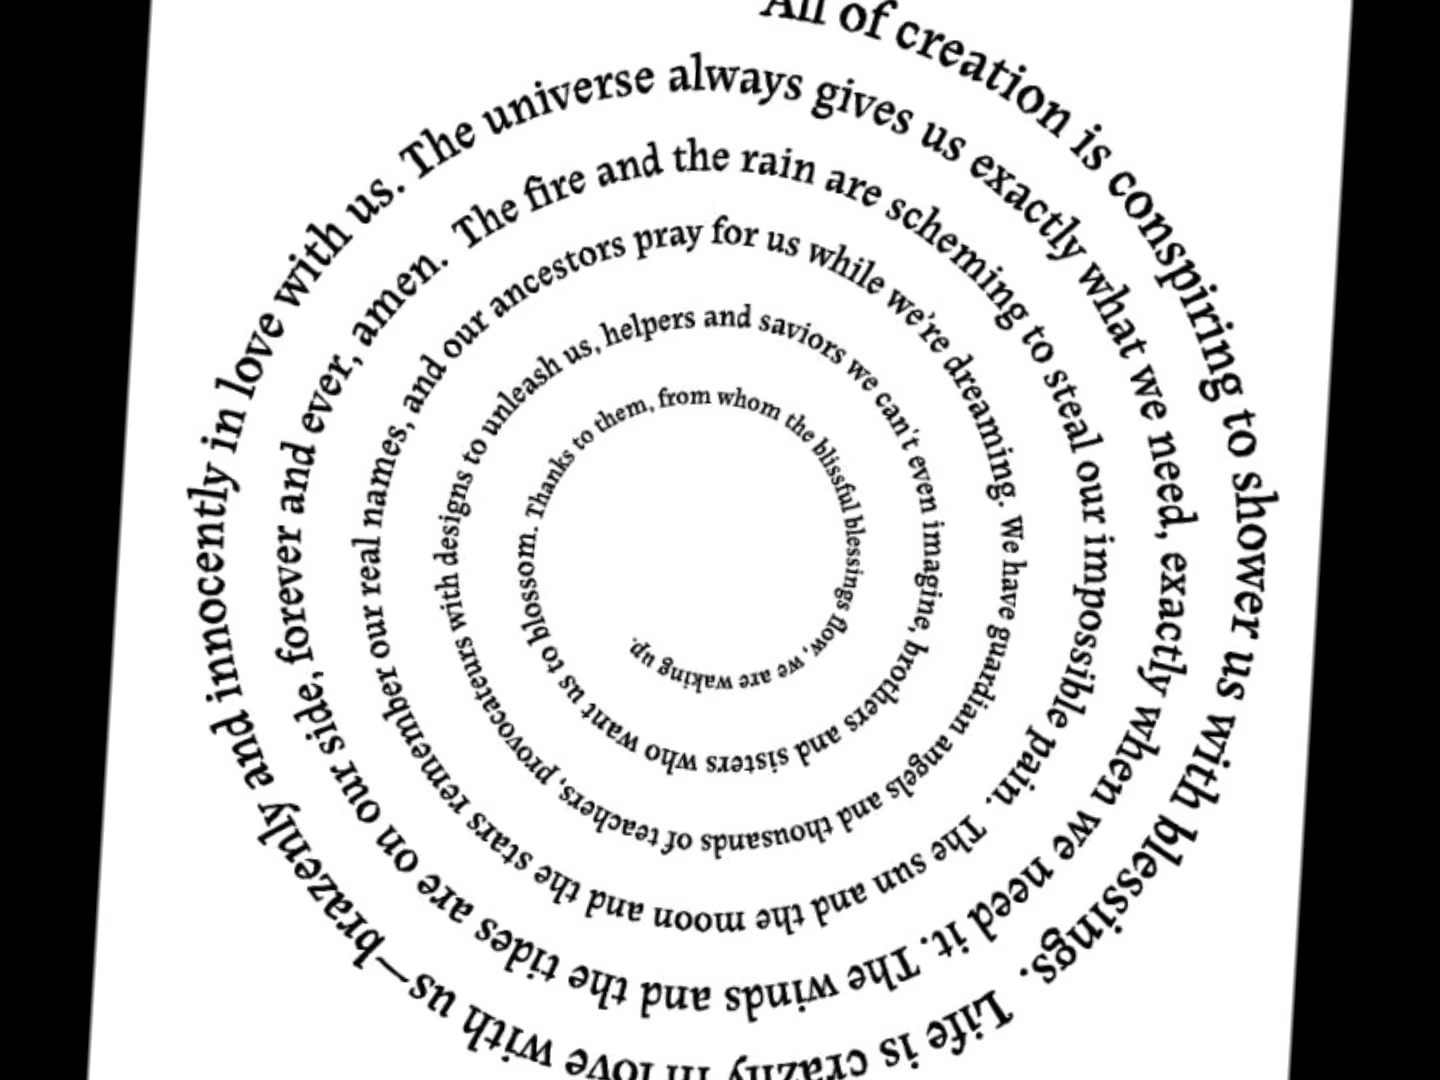 All of creation is conspiring to shower us with blessings. Life is crazily in love with us—brazenly and innocently in love with us. The universe always gives us exactly what we need, exactly when we need it. The winds and the tides are on our side, forever and ever, amen. The fire and the rain are scheming to steal our impossible pain. The sun and the moon and the stars remember our real names, and our ancestors pray for us while we're dreaming. We have guardian angels and thousands of teachers, provocateurs with designs to unleash us, helpers and saviors we can't even imagine, brothers and sisters who want us to blossom. Thanks to them, from whom the blissful blessings flow, we are waking up.